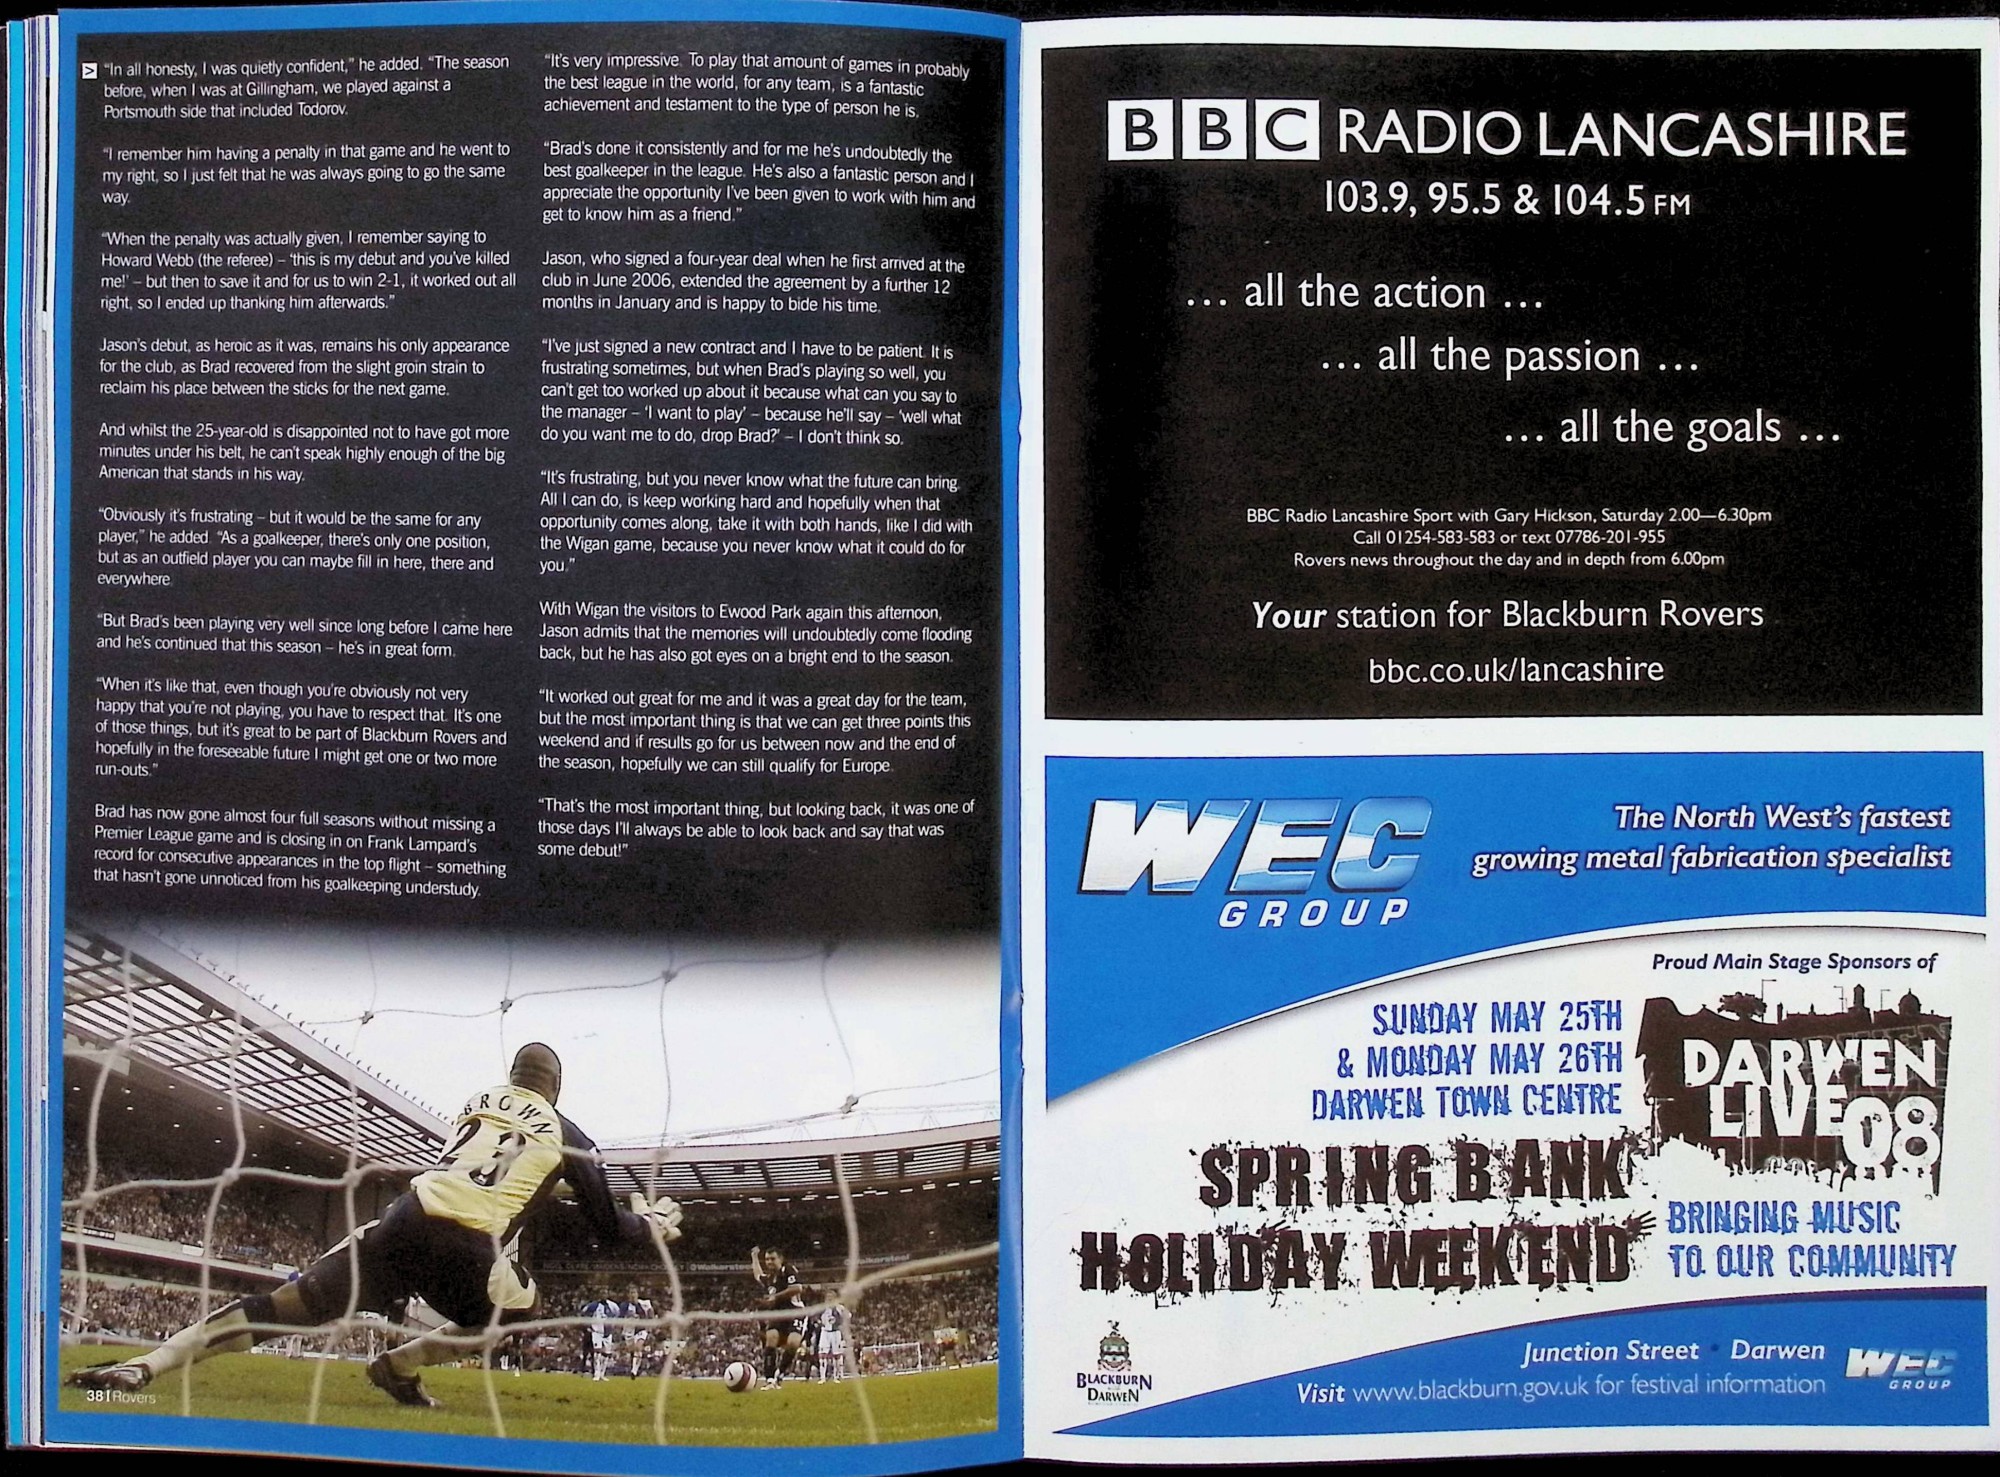 "In all honesty, I was quietly confident," he added. "The season
before, when I was at Gillingham, we played against a
Portsmouth side that included Todorov.
"I remember him having a penalty in that game and he went to
my right, so I just felt that he was always going to go the same
way.
"When the penalty was actually given, I remember saying to
Howard Webb (the referee) – 'this is my debut and you've killed
me!' – but then to save it and for us to win 2-1, it worked out all
right, so I ended up thanking him afterwards."
Jason's debut, as heroic as it was, remains his only appearance
for the club, as Brad recovered from the slight groin strain to
reclaim his place between the sticks for the next game.
And whilst the 25-year-old is disappointed not to have got more
minutes under his belt, he can't speak highly enough of the big
American that stands in his way.
"Obviously it's frustrating – but it would be the same for any
player," he added. "As a goalkeeper, there's only one position,
but as an outfield player you can maybe fill in here, there and
everywhere.
"But Brad's been playing very well since long before I came here
and he's continued that this season – he's in great form.
"When it's like that, even though you're obviously not very
happy that you're not playing, you have to respect that. It's one
of those things, but it's great to be part of Blackburn Rovers and
hopefully in the foreseeable future I might get one or two more
run-outs."
Brad has now gone almost four full seasons without missing a
Premier League game and is closing in on Frank Lampard's
record for consecutive appearances in the top flight – something
that hasn't gone unnoticed from his goalkeeping understudy.
"It's very impressive. To play that amount of games in probably
the best league in the world, for any team, is a fantastic
achievement and testament to the type of person he is.
"Brad's done it consistently and for me he's undoubtedly the
best goalkeeper in the league. He's also a fantastic person and I
appreciate the opportunity I've been given to work with him and
get to know him as a friend."
Jason, who signed a four-year deal when he first arrived at the
club in June 2006, extended the agreement by a further 12
months in January and is happy to bide his time.
"I've just signed a new contract and I have to be patient. It is
frustrating sometimes, but when Brad's playing so well, you
can't get too worked up about it because what can you say to
the manager – 'I want to play' – because he'll say – 'well what
do you want me to do, drop Brad?' – I don't think so.
"It's frustrating, but you never know what the future can bring.
All I can do, is keep working hard and hopefully when that
opportunity comes along, take it with both hands, like I did with
the Wigan game, because you never know what it could do for
you."
With Wigan the visitors to Ewood Park again this afternoon,
Jason admits that the memories will undoubtedly come flooding
back, but he has also got eyes on a bright end to the season.
"It worked out great for me and it was a great day for the team,
but the most important thing is that we can get three points this
weekend and if results go for us between now and the end of
the season, hopefully we can still qualify for Europe.
"That's the most important thing, but looking back, it was one of
those days I'll always be able to look back and say that was
some debut!"
BROWN
23
38 | Rovers
BBC RADIO LANCASHIRE
103.9, 95.5 & 104.5 FM
... all the action ...
... all the passion ...
... all the goals ...
BBC Radio Lancashire Sport with Gary Hickson, Saturday 2.00—6.30pm
Call 01254-583-583 or text 07786-201-955
Rovers news throughout the day and in depth from 6.00pm
Your station for Blackburn Rovers
bbc.co.uk/lancashire
WEC
GROUP
The North West's fastest
growing metal fabrication specialist
Proud Main Stage Sponsors of
SUNDAY MAY 25TH
& MONDAY MAY 26TH
DARWEN TOWN CENTRE
DARWEN
LIVE 08
SPRING BANK
HOLIDAY WEEKEND
BRINGING MUSIC
TO OUR COMMUNITY
BLACKBURN
DARWEN
Junction Street · Darwen
Visit www.blackburn.gov.uk for festival information
WEC
GROUP